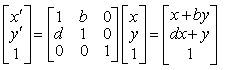 [x′] [1 b 0] [x] [x+by]
[y′] = [d 1 0] [y] = [dx+y]
[1] [0 0 1] [1] [1]